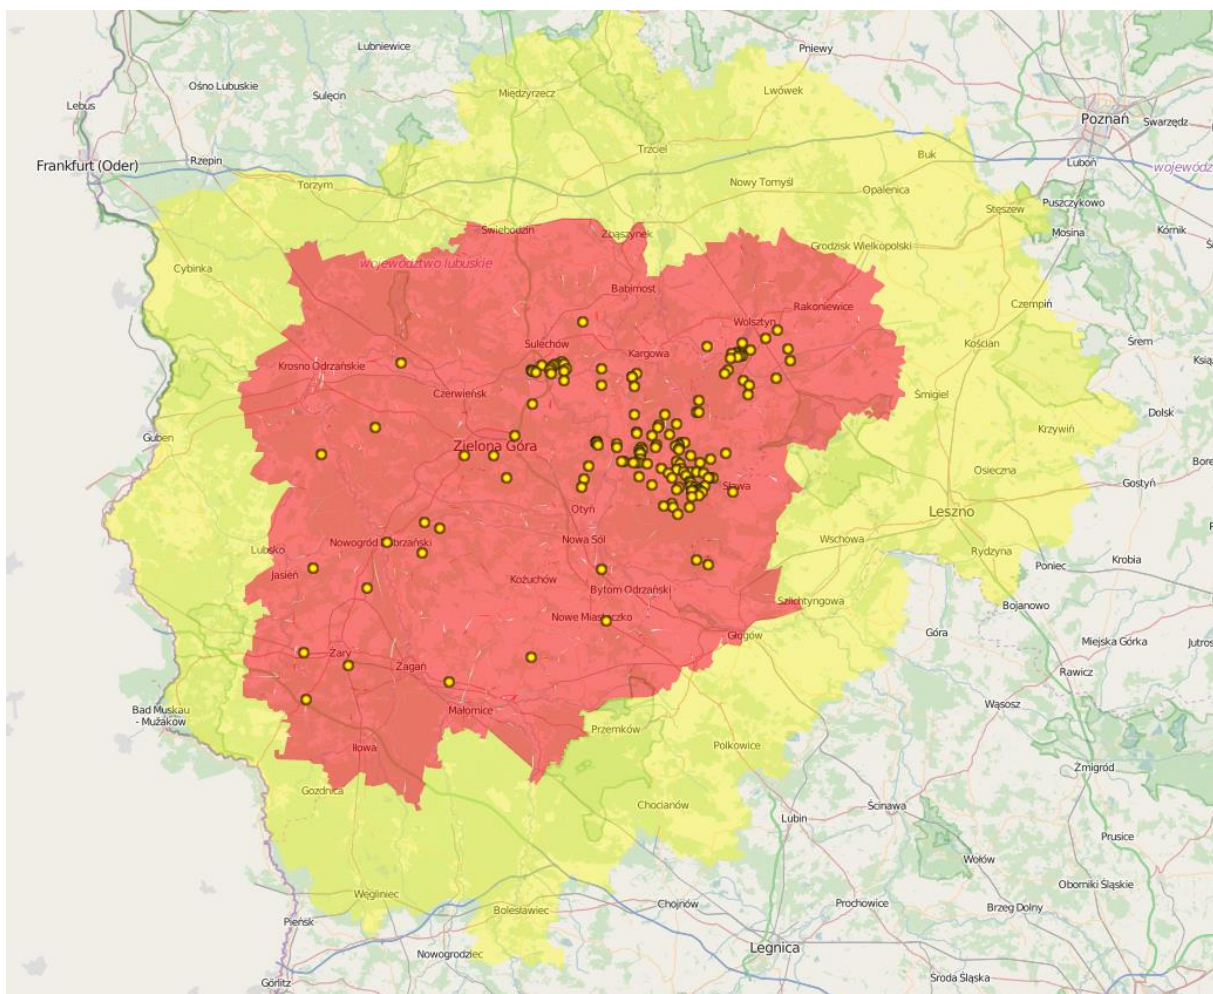 Lubniewice
Pniewy
Ośno Lubuskie
Sulęcin
Międzyrzecz
Lwówek
Lebus
Poznań
Swarzędz
Frankfurt (Oder)
Rzepin
Trzciel
Buk
Luboń
województ
Torzym
Nowy Tomyśl
Opalenica
Puszczykowo
Stęszew
Świebodzin
Zbąszynek
Mosina
Kórnik
Grodzisk Wielkopolski
Cybinka
województwo lubuskie
Babimost
Rakoniewice
Czempiń
Wolsztyn
Sulechów
Kargowa
Kościan
Śrem
Krosno Odrzańskie
Czerwieńsk
Śmigiel
Dolsk
Krzywiń
Gubin
Zielona Góra
Osieczna
Gostyń
Sława
Otyń
Leszno
Nowogród Bobrzański
Nowa Sól
Wschowa
Lubsko
Rydzyna
Poniec
Krobia
Jasień
Kożuchów
Bytom Odrzański
Szlichtyngowa
Bojanowo
Nowe Miasteczko
Głogów
Góra
Miejska Górka
Jutros
Żary
Żagań
Rawicz
Bad Muskau
- Mużaków
Małomice
Wąsosz
Przemków
Iłowa
Polkowice
Żmigród
Gozdnica
Chocianów
Ścinawa
Lubin
Prusice
Wołów
Węgliniec
Oborniki Śląskie
Chojnów
Prochowice
Brzeg Dolny
Bolesławiec
Pieńsk
Nowogrodziec
Legnica
Görlitz
Środa Śląska